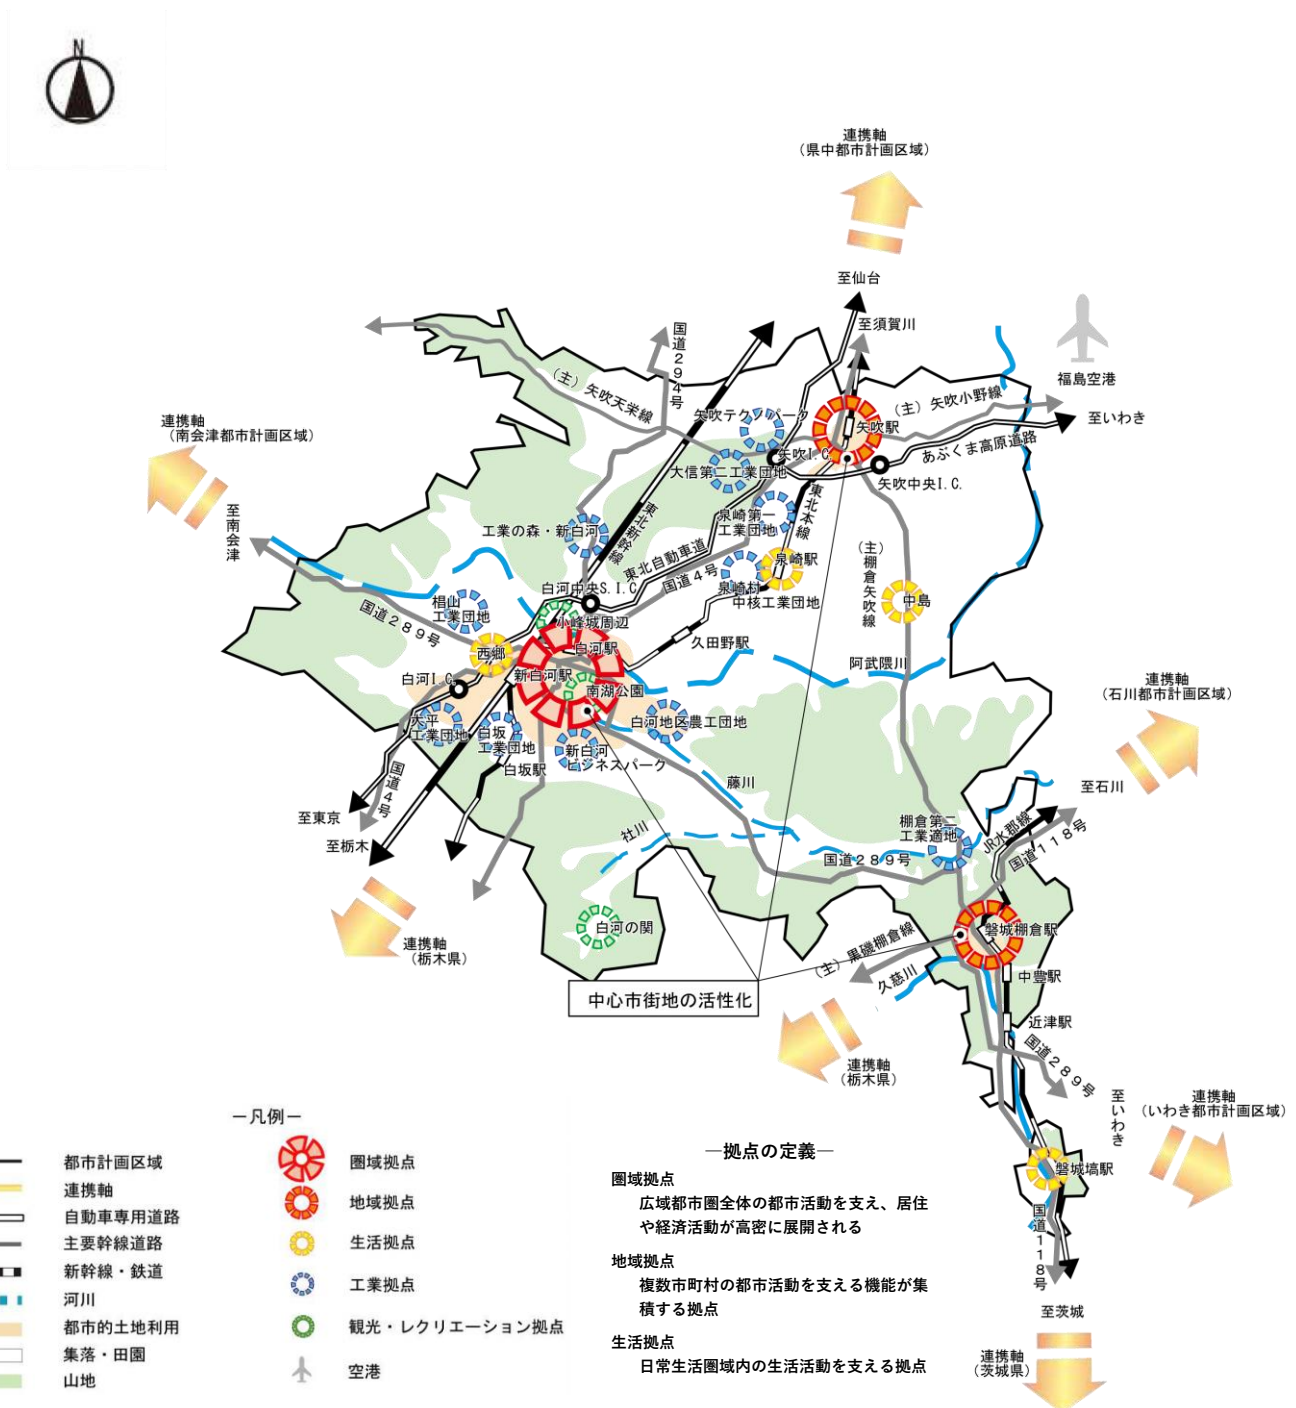 N
連携軸
(県中都市計画区域)
至仙台
至須賀川
国道294号
福島空港
(主)矢吹天栄線
矢吹テクノパーク
矢吹駅
(主)矢吹小野線
至いわき
連携軸
(南会津都市計画区域)
矢吹I.C.
あぶくま高原道路
大信第二工業団地
矢吹中央I.C.
東北本線
至南会津
工業の森・新白河
東北新幹線
泉崎第一
工業団地
(主)棚倉矢吹線
東北自動車道
国道4号
泉崎駅
白河中央S.I.C
泉崎村
中核工業団地
中島
椙山
工業団地
国道289号
小峰城周辺
久田野駅
西郷
白河駅
阿武隈川
白河I.C.
新白河駅
南湖公園
連携軸
(石川都市計画区域)
大平
工業団地
白坂
工業団地
新白河
ビジネスパーク
白河地区農工団地
白坂駅
国道4号
藤川
至石川
至東京
至栃木
社川
棚倉第二
工業適地
JR水郡線
国道118号
国道289号
白河の関
磐城棚倉駅
連携軸
(栃木県)
(主)黒磯棚倉線
久慈川
中豊駅
中心市街地の活性化
近津駅
国道289号
連携軸
(栃木県)
至いわき
連携軸
(いわき都市計画区域)
磐城塙駅
国道118号
至茨城
連携軸
(茨城県)
-凡例-
都市計画区域
連携軸
自動車専用道路
主要幹線道路
新幹線・鉄道
河川
都市的土地利用
集落・田園
山地
圏域拠点
地域拠点
生活拠点
工業拠点
観光・レクリエーション拠点
空港
―拠点の定義―
圏域拠点
広域都市圏全体の都市活動を支え、居住
や経済活動が高密に展開される
地域拠点
複数市町村の都市活動を支える機能が集
積する拠点
生活拠点
日常生活圏域内の生活活動を支える拠点